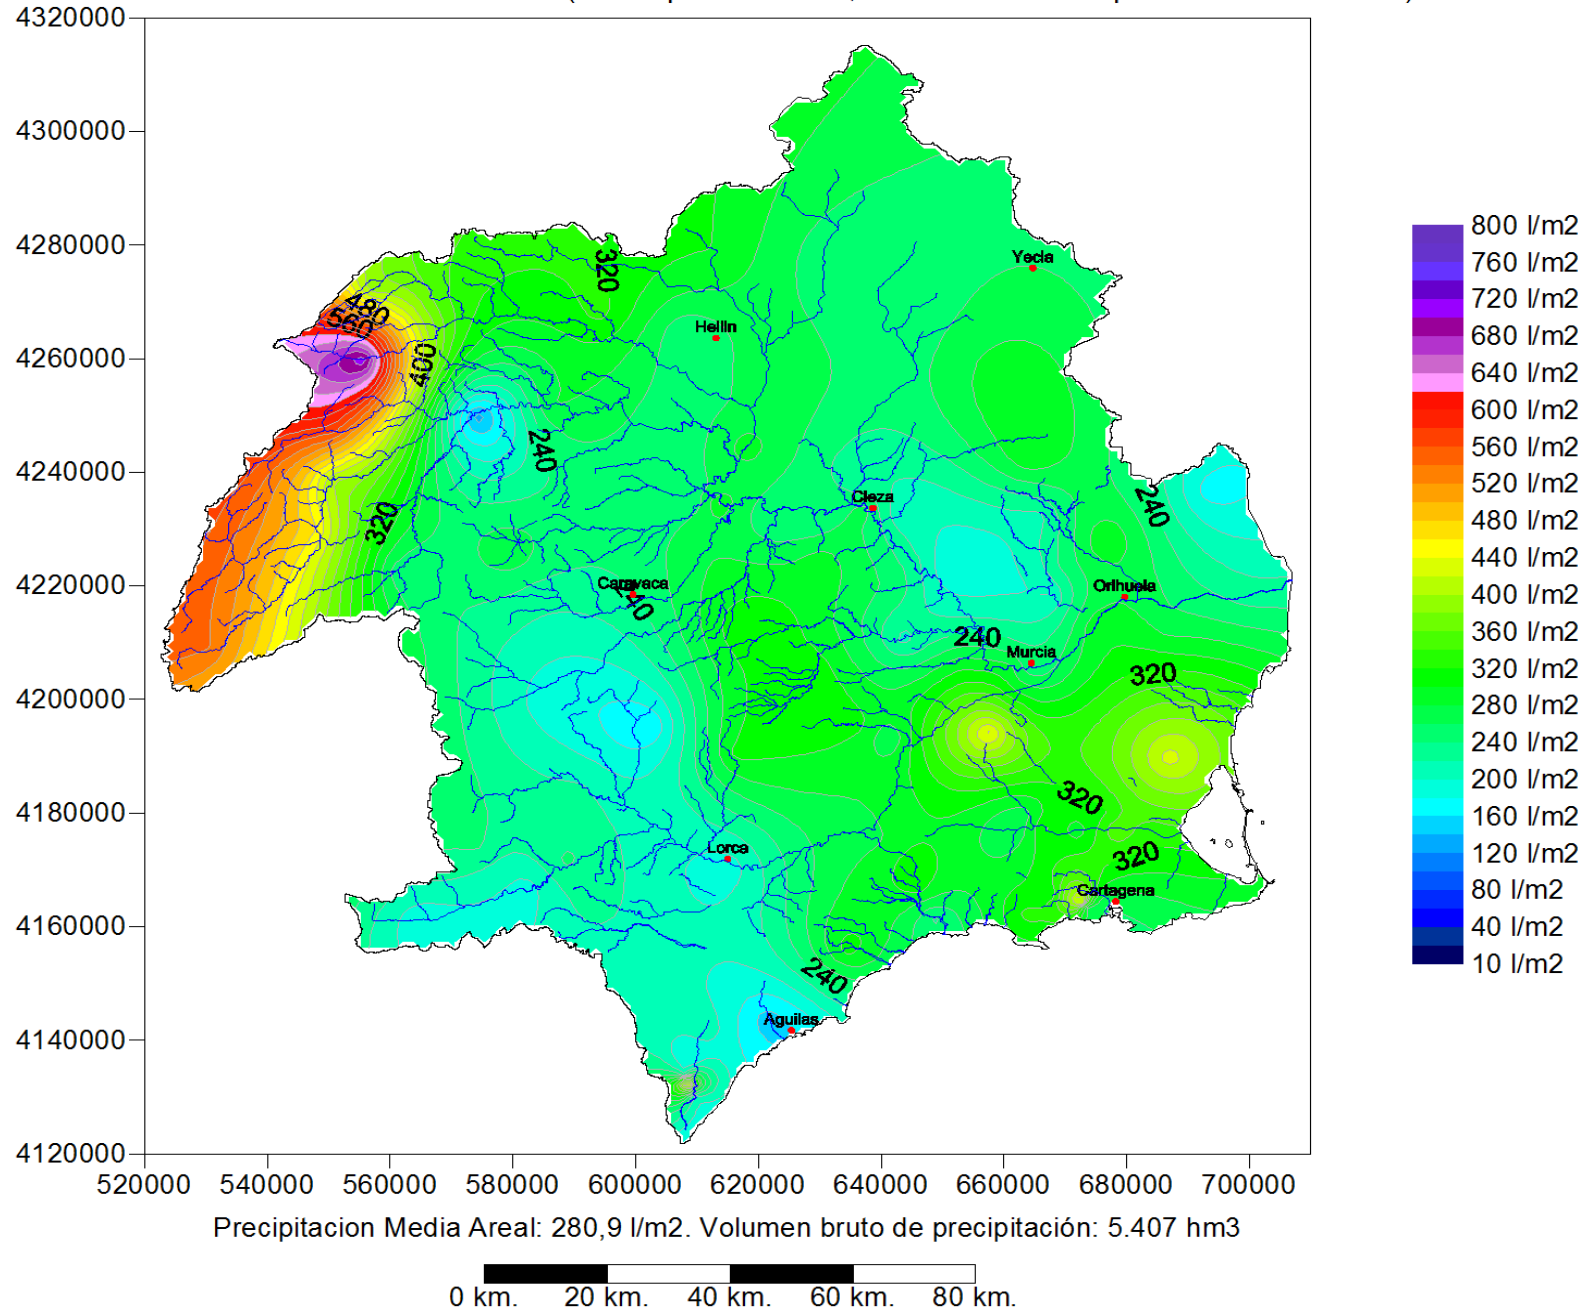 4320000
4300000
4280000
4260000
4240000
4220000
4200000
4180000
4160000
4140000
4120000
520000 540000 560000 580000 600000 620000 640000 660000 680000 700000
320
Yecla
480
560
400
Hellin
240
Cieza
240
320
Caravaca
240
Orihuela
240
Murcia
320
320
Lorca
320
Cartagena
240
Aguilas
800 l/m2
760 l/m2
720 l/m2
680 l/m2
640 l/m2
600 l/m2
560 l/m2
520 l/m2
480 l/m2
440 l/m2
400 l/m2
360 l/m2
320 l/m2
280 l/m2
240 l/m2
200 l/m2
160 l/m2
120 l/m2
80 l/m2
40 l/m2
10 l/m2
Precipitacion Media Areal: 280,9 l/m2. Volumen bruto de precipitación: 5.407 hm3
0 km. 20 km. 40 km. 60 km. 80 km.